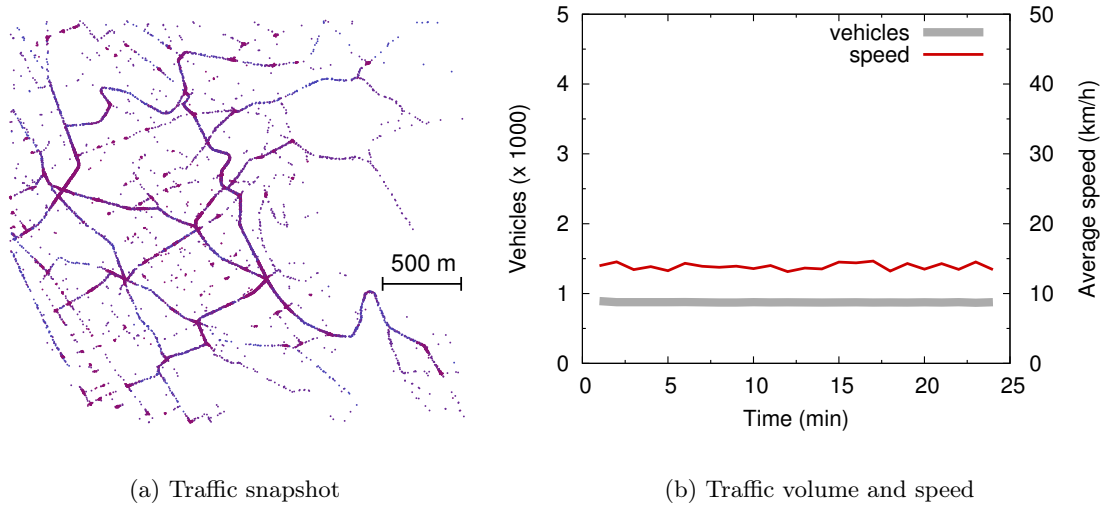 500 m
vehicles
speed
Vehicles (x 1000)
0
1
2
3
4
5
Average speed (km/h)
0
10
20
30
40
50
0
5
10
15
20
25
Time (min)
(a) Traffic snapshot
(b) Traffic volume and speed